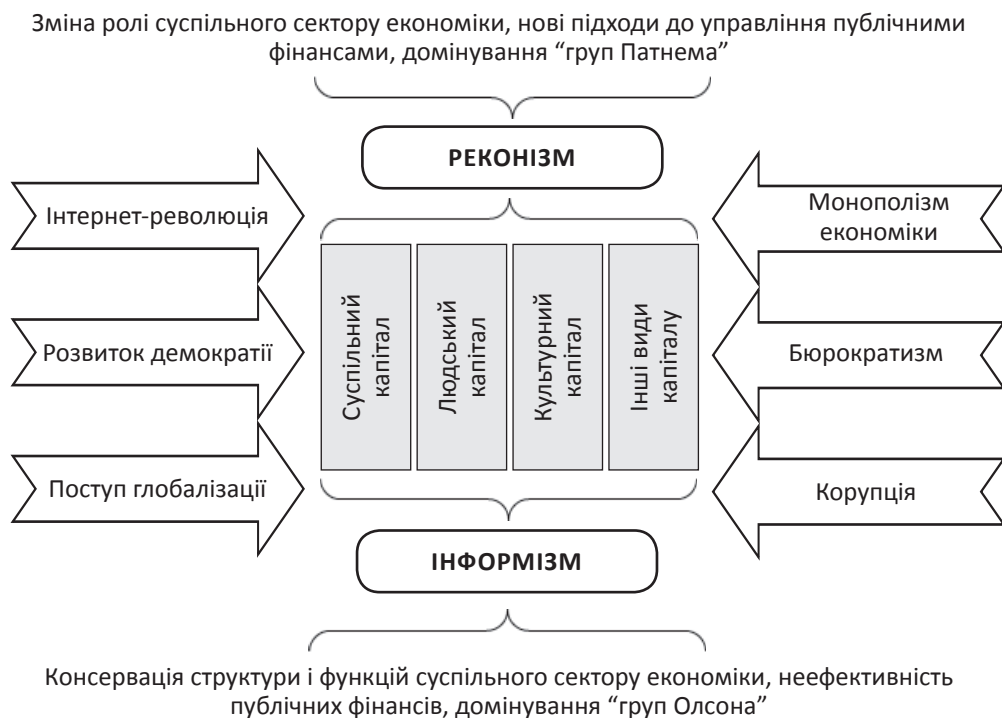 Зміна ролі суспільного сектору економіки, нові підходи до управління публічними
фінансами, домінування “груп Патнема”
РЕКОНІЗМ
Інтернет-революція
Розвиток демократії
Поступ глобалізації
Суспільний
капітал
Людський
капітал
Культурний
капітал
Інші види
капіталу
Монополізм
економіки
Бюрократизм
Корупція
ІНФОРМІЗМ
Консервація структури і функцій суспільного сектору економіки, неефективність
публічних фінансів, домінування “груп Олсона”